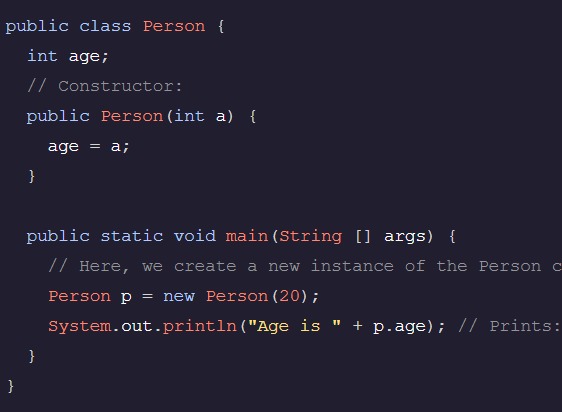 public class Person {
int age;
// Constructor:
public Person(int a) {
age = a;
}
public static void main(String [] args) {
// Here, we create a new instance of the Person c
Person p = new Person(20);
System.out.println("Age is " + p.age); // Prints:
}
}